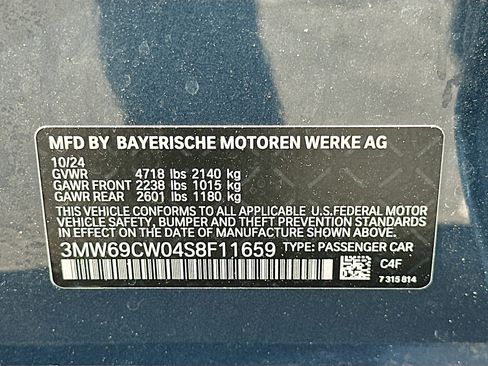 MFD BY BAYERISCHE MOTOREN WERKE AG
10/24
GVWR 4718 lbs 2140 kg
GAWR FRONT 2238 lbs 1015 kg
GAWR REAR 2601 lbs 1180 kg
THIS VEHICLE CONFORMS TO ALL APPLICABLE U.S. FEDERAL MOTOR
VEHICLE SAFETY, BUMPER AND THEFT PREVENTION STANDARDS
IN EFFECT ON THE DATE OF MANUFACTURE SHOWN ABOVE.
3MW69CW04S8F11659 TYPE: PASSENGER CAR
C4F
7 315 814